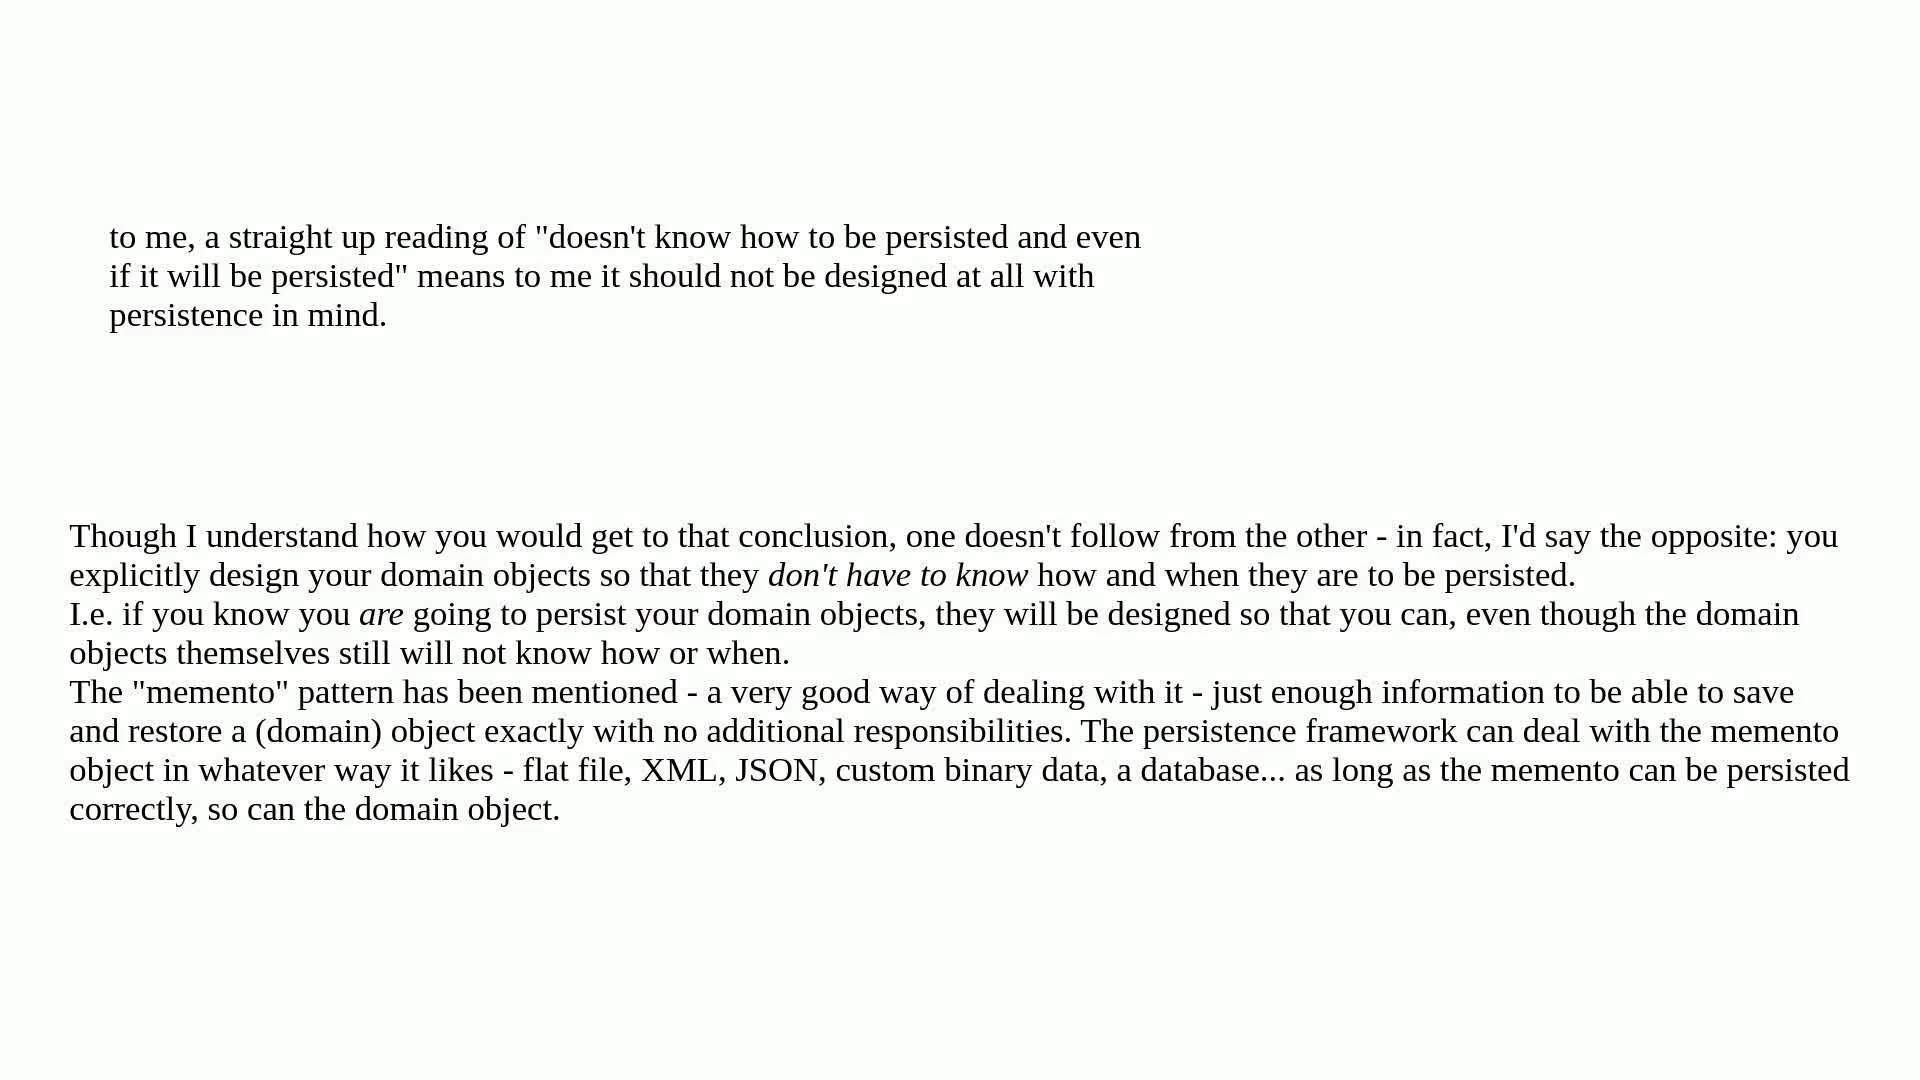 to me, a straight up reading of "doesn't know how to be persisted and even
if it will be persisted" means to me it should not be designed at all with
persistence in mind.
Though I understand how you would get to that conclusion, one doesn't follow from the other - in fact, I'd say the opposite: you
explicitly design your domain objects so that they don't have to know how and when they are to be persisted.
I.e. if you know you are going to persist your domain objects, they will be designed so that you can, even though the domain
objects themselves still will not know how or when.
The "memento" pattern has been mentioned - a very good way of dealing with it - just enough information to be able to save
and restore a (domain) object exactly with no additional responsibilities. The persistence framework can deal with the memento
object in whatever way it likes - flat file, XML, JSON, custom binary data, a database... as long as the memento can be persisted
correctly, so can the domain object.